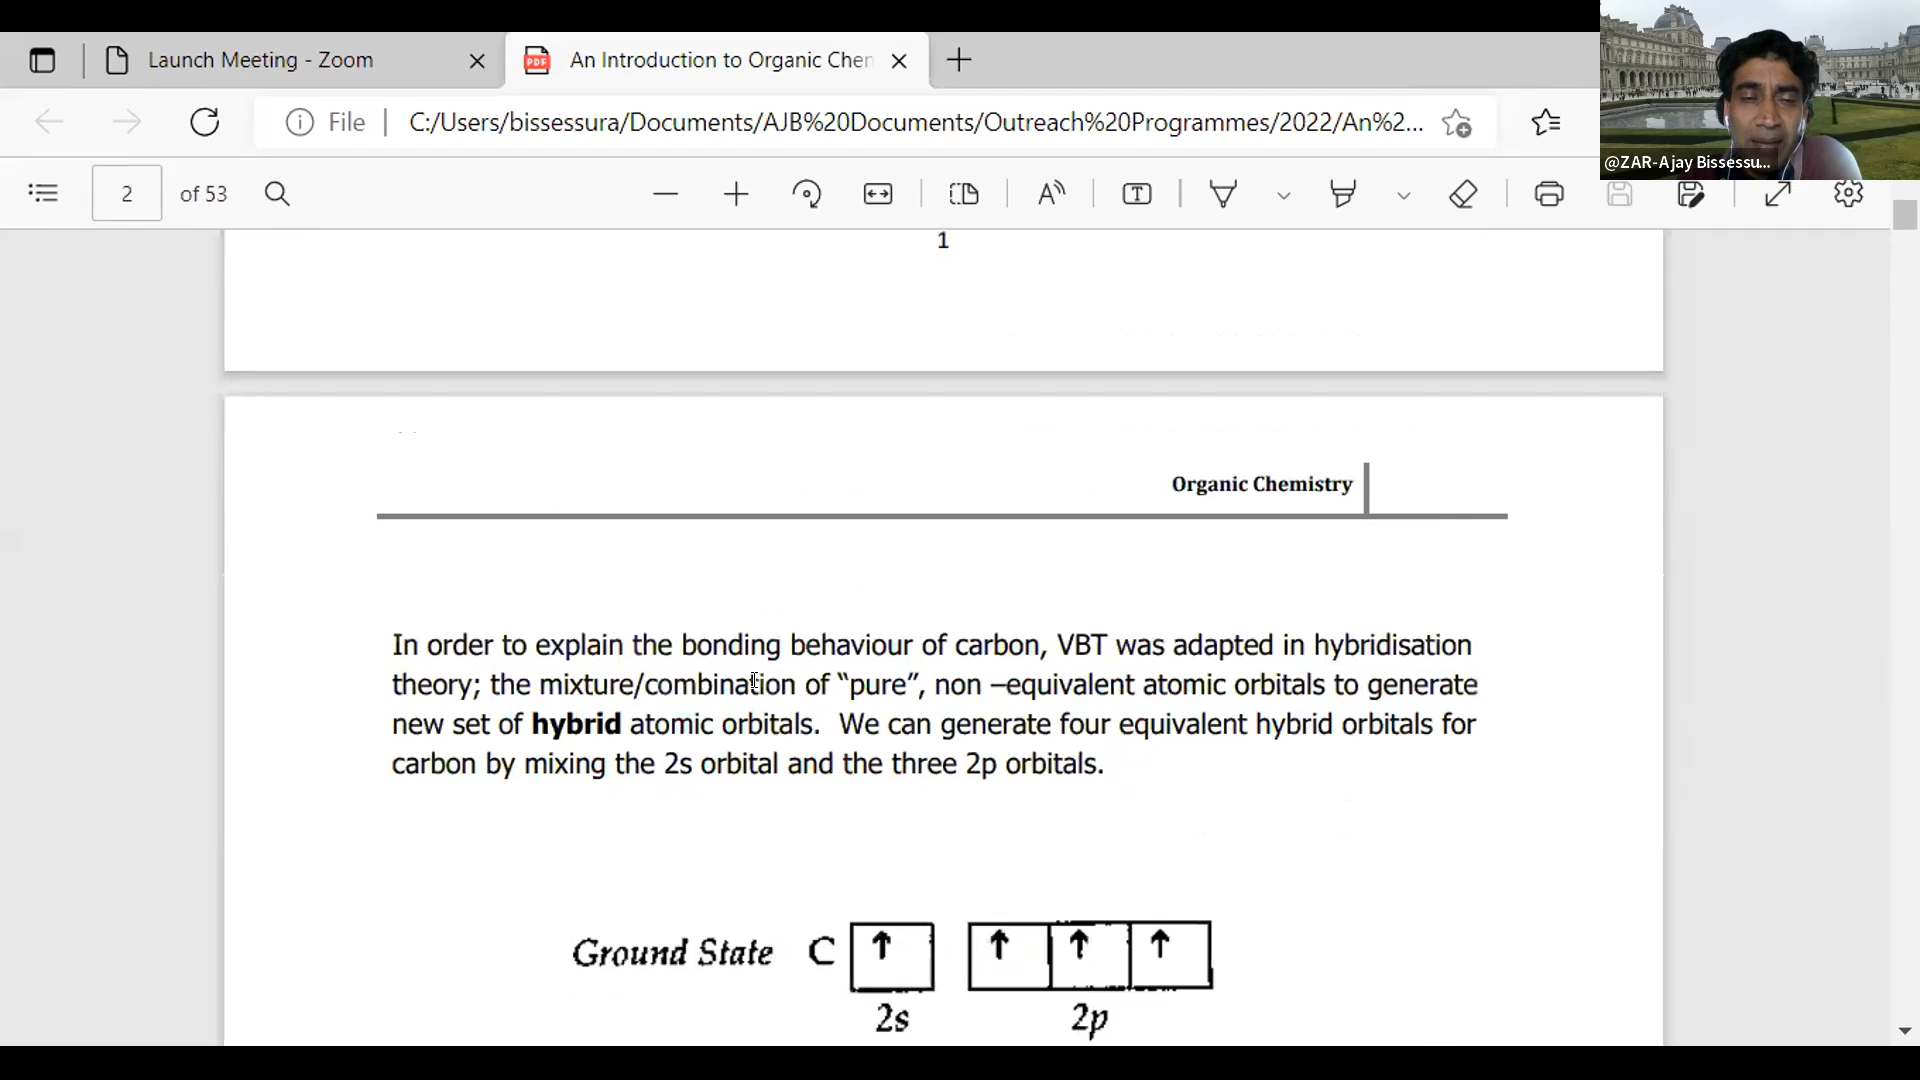 Launch Meeting - Zoom
An Introduction to Organic Chen
File
C:/Users/bissessura/Documents/AJB%20Documents/Outreach%20Programmes/2022/An%2...
@ZAR-Ajay Bissessu...
2 of 53
1
Organic Chemistry
In order to explain the bonding behaviour of carbon, VBT was adapted in hybridisation
theory; the mixture/combination of “pure”, non –equivalent atomic orbitals to generate
new set of hybrid atomic orbitals. We can generate four equivalent hybrid orbitals for
carbon by mixing the 2s orbital and the three 2p orbitals.
Ground State C ↑ ↑ ↑ ↑
2s 2p